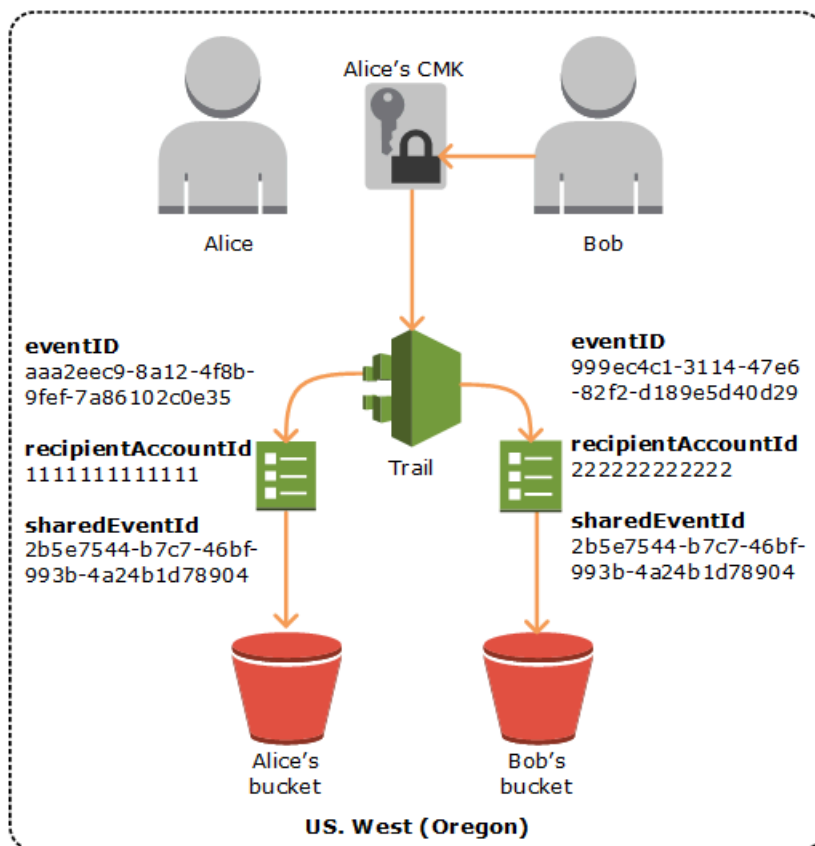 Alice's CMK
Alice
Bob
eventID
aaa2eec9-8a12-4f8b-
9fef-7a86102c0e35
recipientAccountId
1111111111111
sharedEventId
2b5e7544-b7c7-46bf-
993b-4a24b1d78904
Trail
eventID
999ec4c1-3114-47e6
-82f2-d189e5d40d29
recipientAccountId
222222222222
sharedEventId
2b5e7544-b7c7-46bf-
993b-4a24b1d78904
Alice's
bucket
Bob's
bucket
US. West (Oregon)